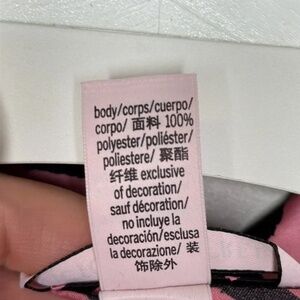 body/corps/cuerpo/
corpo/ 面料 100%
polyester/poliéster/
poliestere/ 聚酯
纤维 exclusive
of decoration/
sauf décoration/
no incluye la
decoración/esclusa
la decorazione/ 装
饰除外